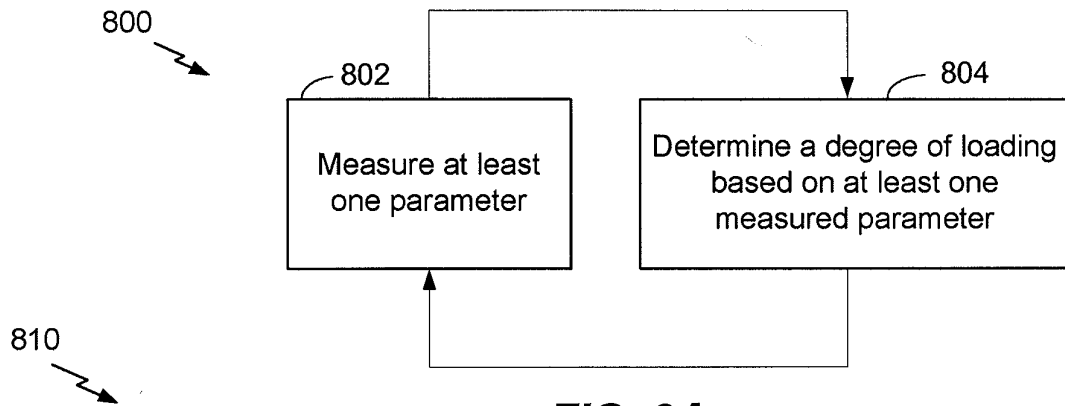 800
802
804
Measure at least
one parameter
Determine a degree of loading
based on at least one
measured parameter
810